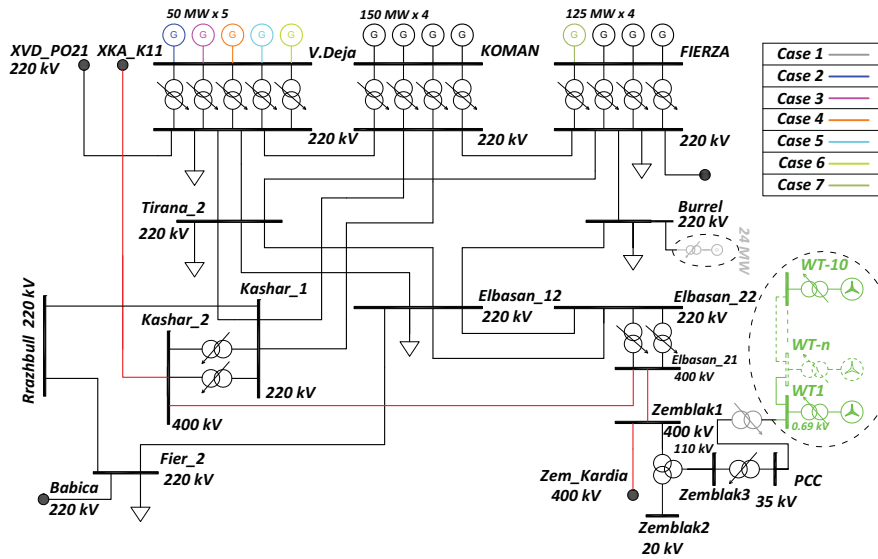 50 MW x 5
150 MW x 4
125 MW x 4
G G G G G
G G G G
G G G G
XVD_PO21
220 kV
XKA_K11
V.Deja
KOMAN
FIERZA
Case 1
Case 2
Case 3
Case 4
Case 5
Case 6
Case 7
220 kV
220 kV
220 kV
Tirana_2
220 kV
Burrel
220 kV
24 MW
G
WT-10
Rrazhbull 220 kV
Kashar_1
Kashar_2
220 kV
400 kV
Elbasan_12
220 kV
Elbasan_22
220 kV
WT-n
Elbasan_21
400 kV
WT1
0.69 kV
Zemblak1
400 kV
110 kV
Fier_2
220 kV
Babica
220 kV
Zem_Kardia
400 kV
Zemblak3
PCC
35 kV
Zemblak2
20 kV